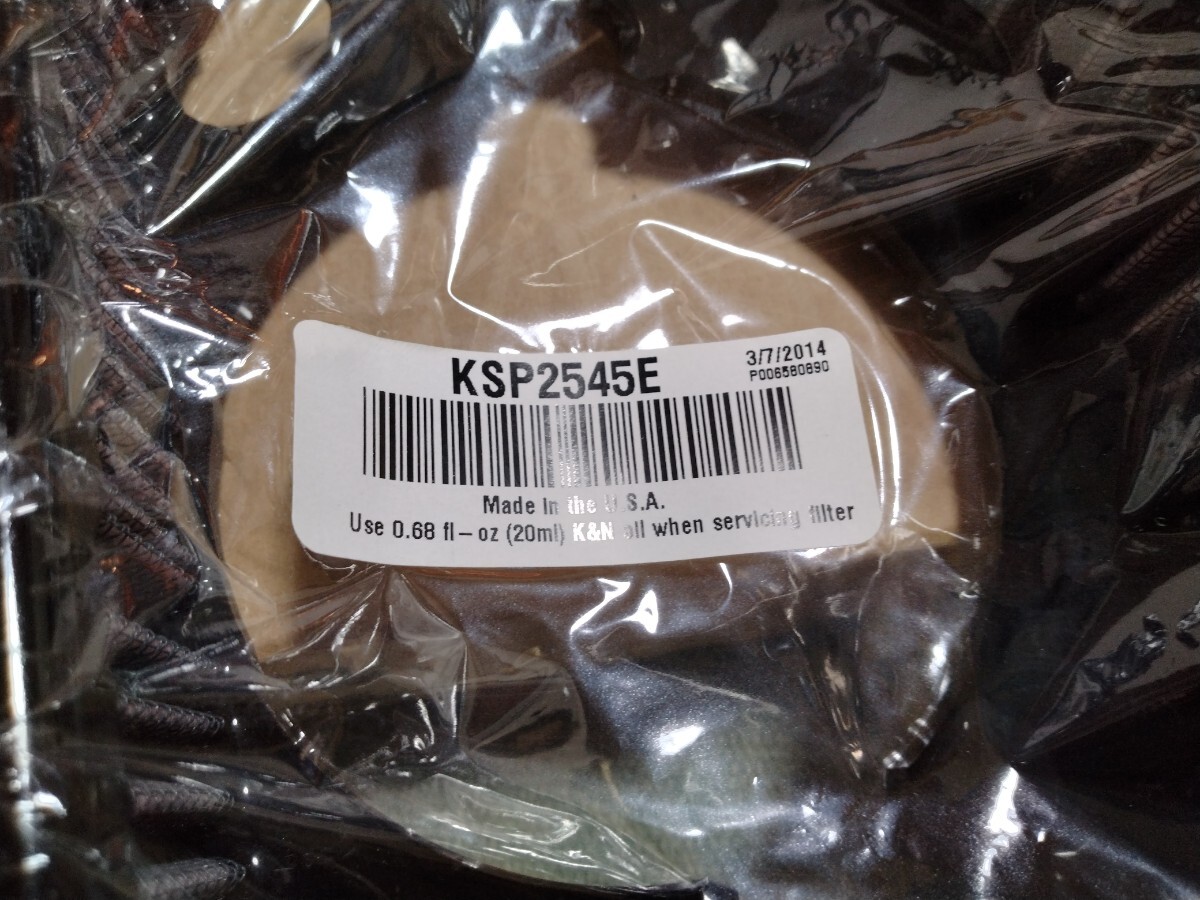 KSP2545E
3/7/2014
P006580890
Made in the U.S.A.
Use 0.68 fl-oz (20ml) K&N oil when servicing filter